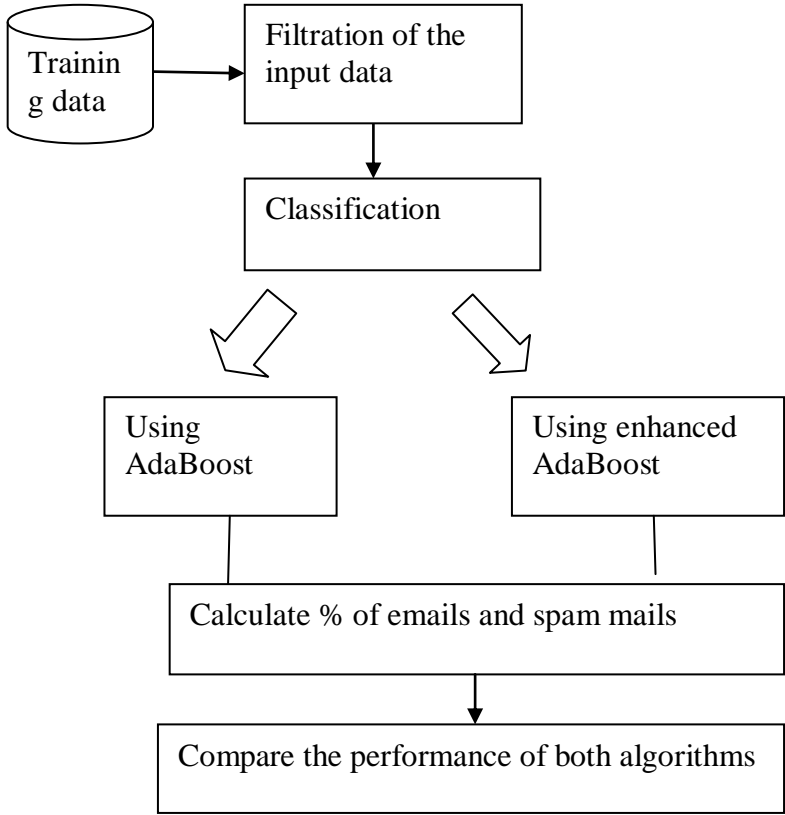 Trainin
g data
Filtration of the
input data
Classification
Using
AdaBoost
Using enhanced
AdaBoost
Calculate % of emails and spam mails
Compare the performance of both algorithms